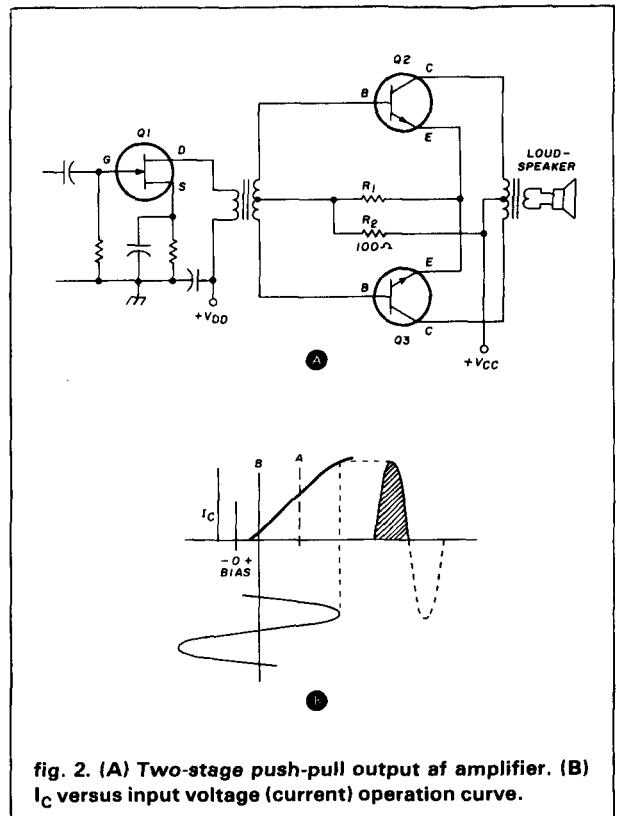 Q2
C
B
E
Q1
G
D
S
LOUD-
SPEAKER
R1
R2
100Ω
E
B
C
Q3
+VDD
+VCC
A
B
A
IC
- 0 +
BIAS
B
fig. 2. (A) Two-stage push-pull output af amplifier. (B)
IC versus input voltage (current) operation curve.